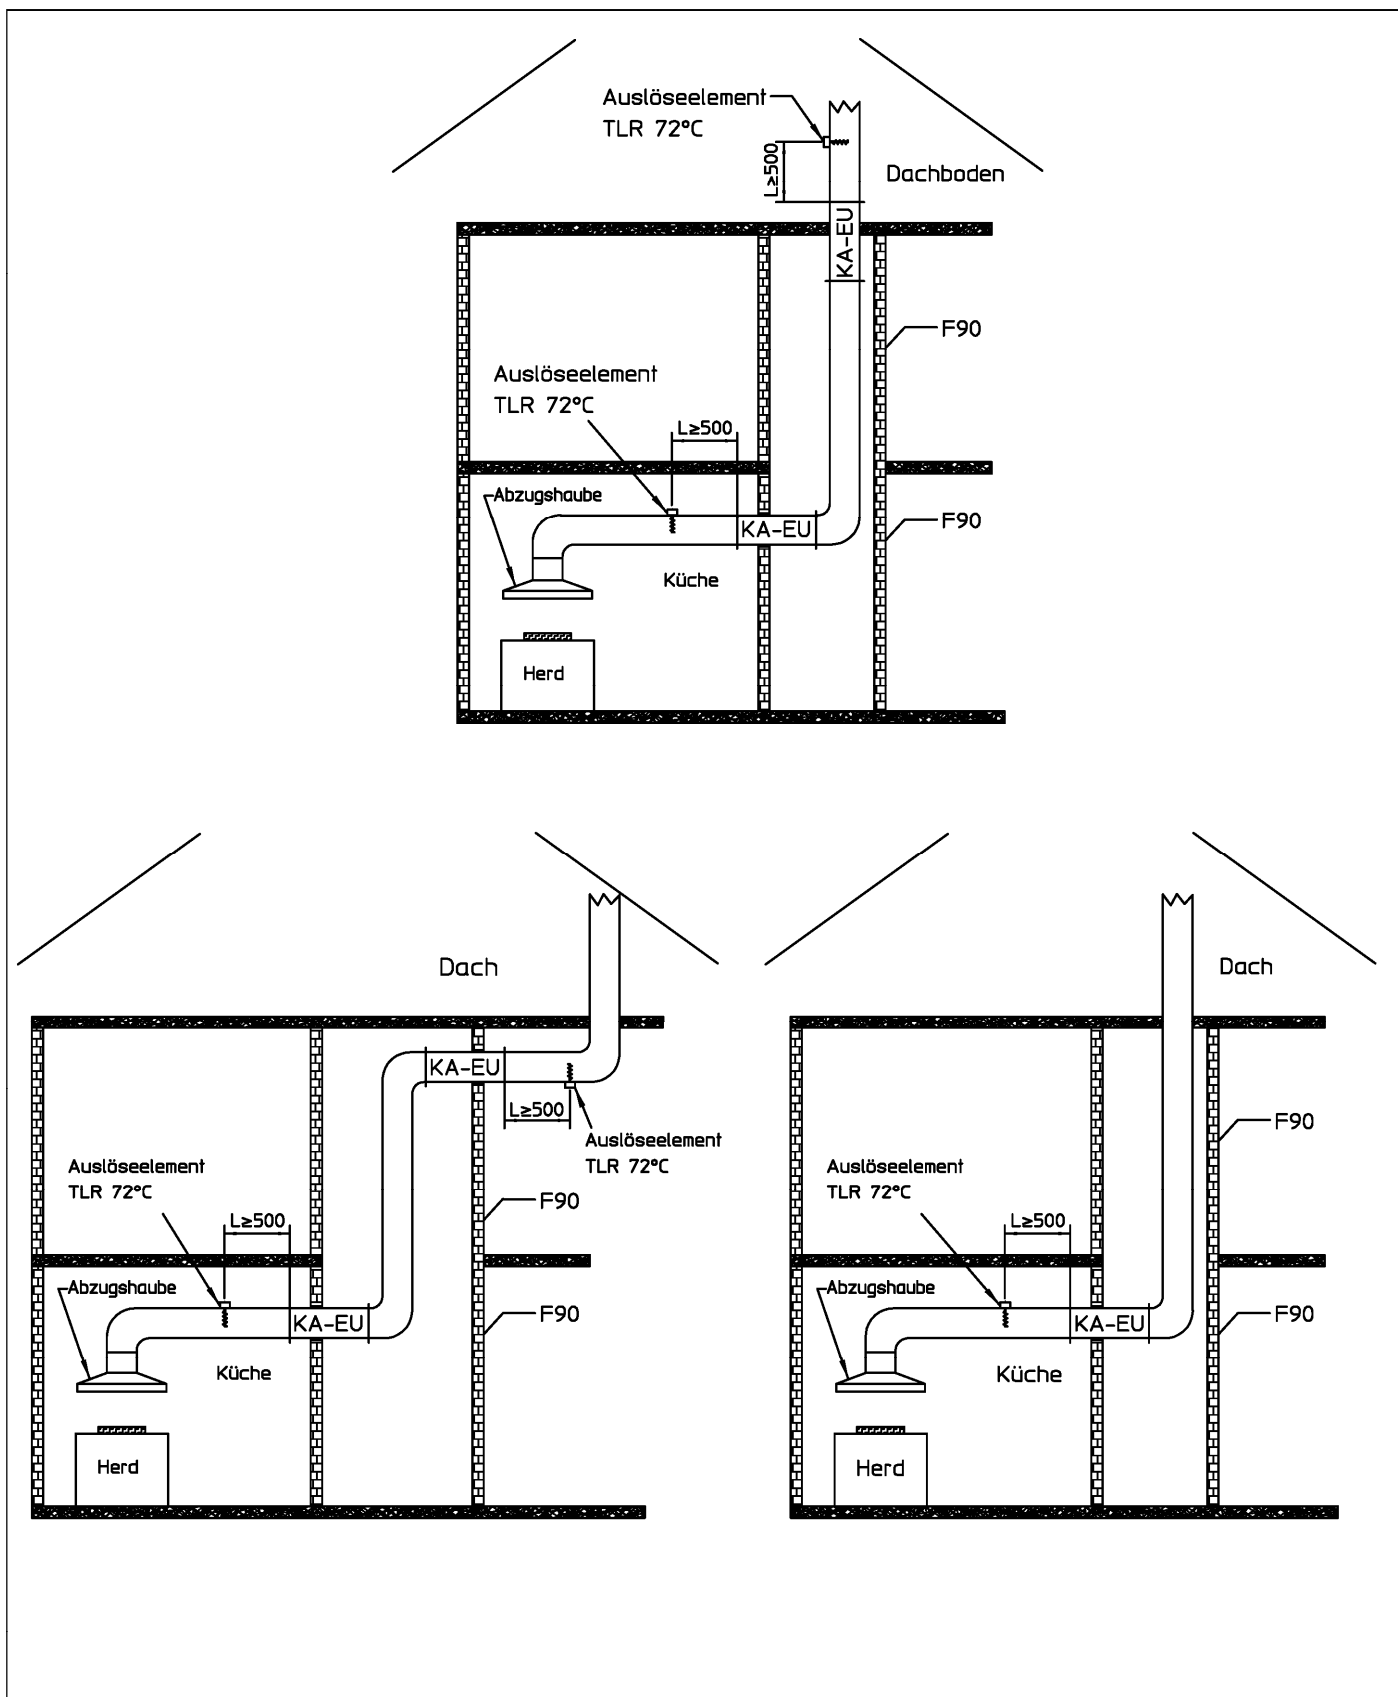 Auslöseelement
TLR 72°C
L≥500
Dachboden
KA-EU
F90
Auslöseelement
TLR 72°C
L≥500
Abzugshaube
F90
KA-EU
Küche
Herd
Dach
KA-EU
L≥500
Auslöseelement
TLR 72°C
Auslöseelement
TLR 72°C
F90
L≥500
Abzugshaube
KA-EU
F90
Küche
Herd
Dach
F90
Auslöseelement
TLR 72°C
L≥500
Abzugshaube
KA-EU
F90
Küche
Herd